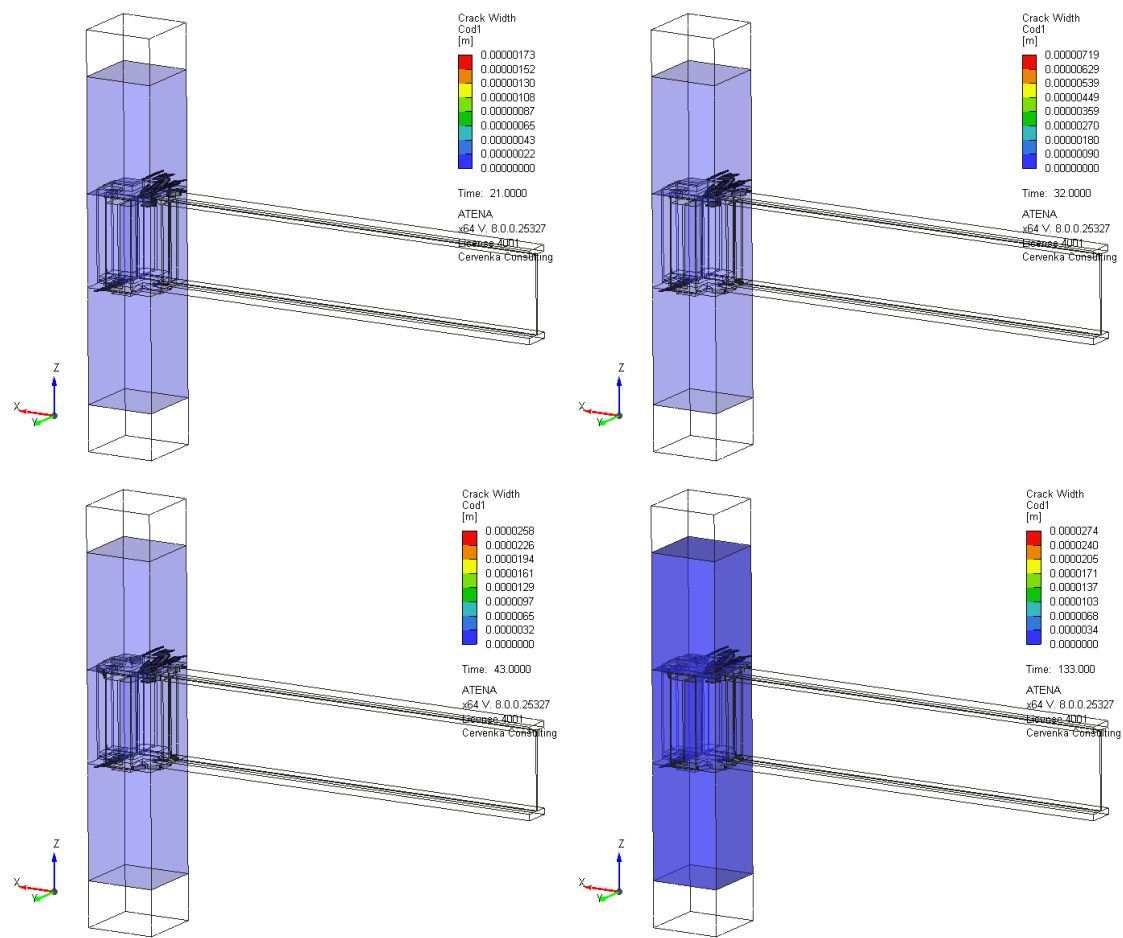 Crack Width
Cod1
[m]
0.00000173
0.00000152
0.00000130
0.00000108
0.00000087
0.00000065
0.00000043
0.00000022
0.00000000
Time: 21.0000
ATENA
x64 V. 8.0.0.25327
License 4001
Cervenka Consulting
Z
X
Y
Crack Width
Cod1
[m]
0.00000719
0.00000629
0.00000539
0.00000449
0.00000359
0.00000270
0.00000180
0.00000090
0.00000000
Time: 32.0000
ATENA
x64 V. 8.0.0.25327
License 4001
Cervenka Consulting
Z
X
Y
Crack Width
Cod1
[m]
0.0000258
0.0000226
0.0000194
0.0000161
0.0000129
0.0000097
0.0000065
0.0000032
0.0000000
Time: 43.0000
ATENA
x64 V. 8.0.0.25327
License 4001
Cervenka Consulting
Z
X
Y
Crack Width
Cod1
[m]
0.0000274
0.0000240
0.0000205
0.0000171
0.0000137
0.0000103
0.0000068
0.0000034
0.0000000
Time: 133.000
ATENA
x64 V. 8.0.0.25327
License 4001
Cervenka Consulting
Z
X
Y